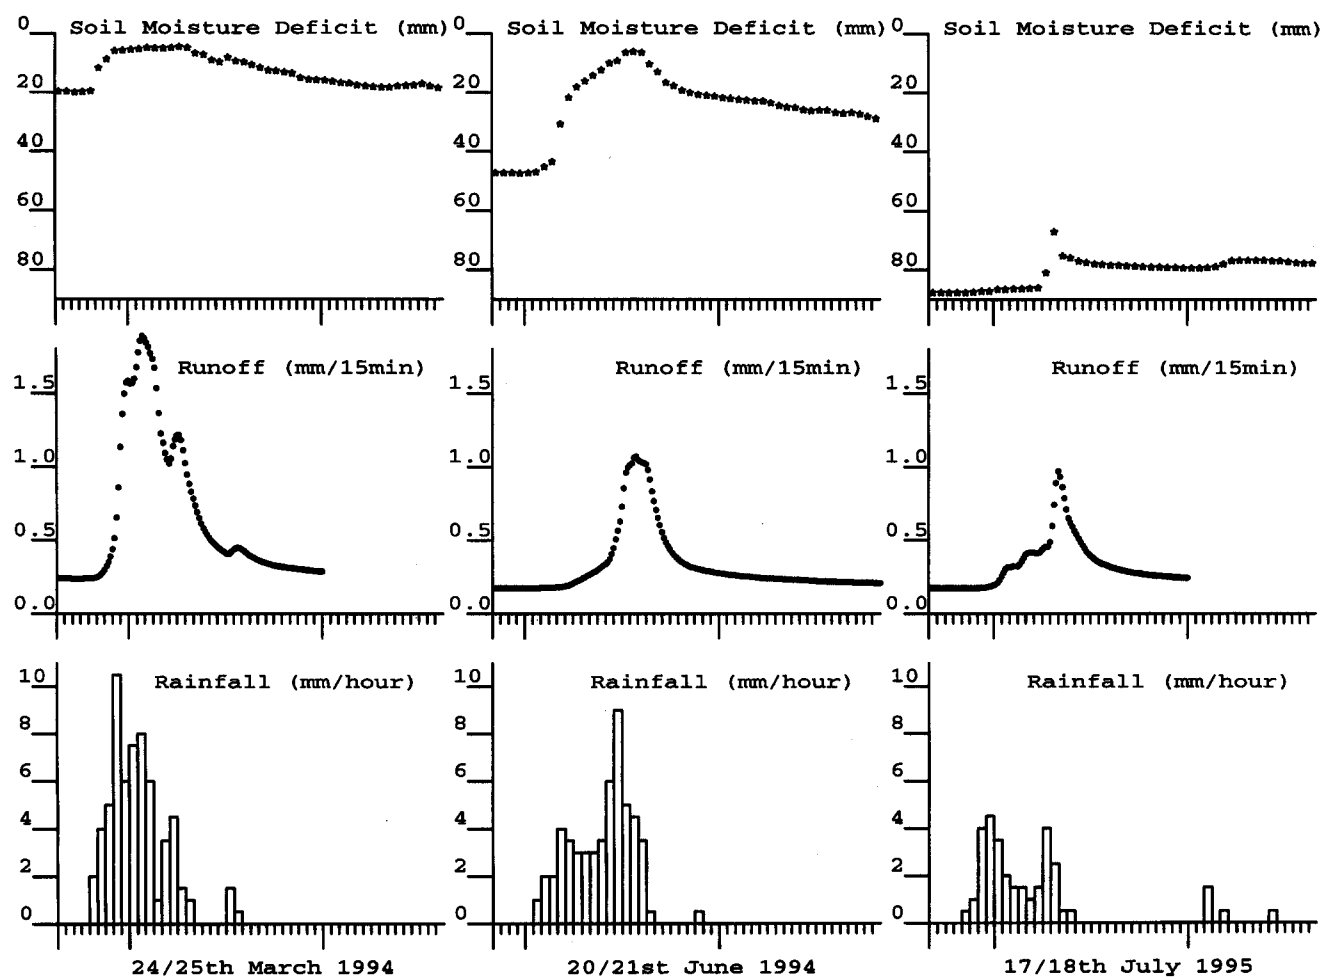 0 Soil Moisture Deficit (mm) 0 Soil Moisture Deficit (mm) 0 Soil Moisture Deficit (mm)
20 20 20
40 40 40
60 60 60
80 80 80
Runoff (mm/15min) Runoff (mm/15min) Runoff (mm/15min)
1.5 1.5 1.5
1.0 1.0 1.0
0.5 0.5 0.5
0.0 0.0 0.0
10 Rainfall (mm/hour) 10 Rainfall (mm/hour) 10 Rainfall (mm/hour)
8 8 8
6 6 6
4 4 4
2 2 2
0 0 0
24/25th March 1994 20/21st June 1994 17/18th July 1995